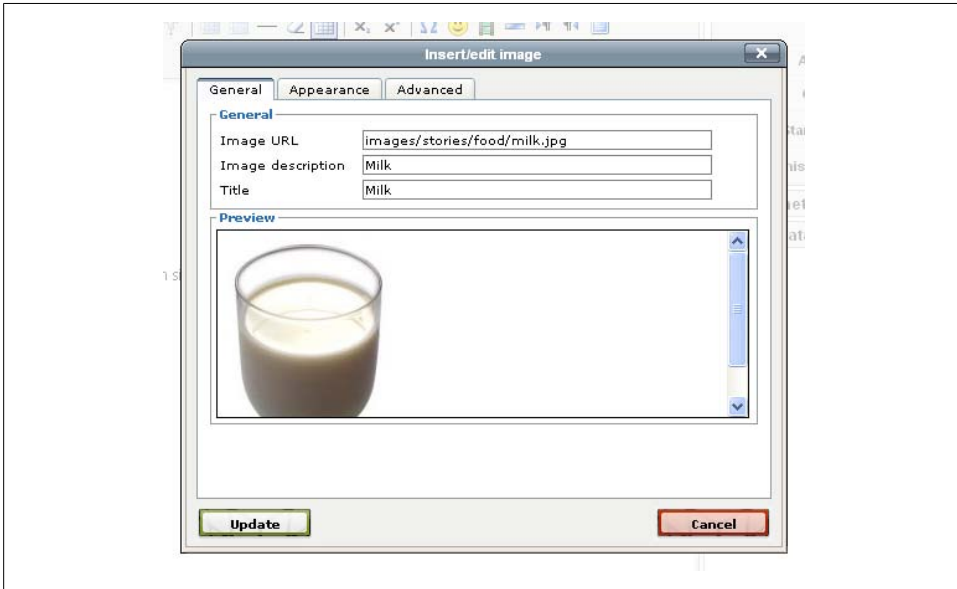 Insert/edit image
General Appearance Advanced
General
Image URL images/stories/food/milk.jpg
Image description Milk
Title Milk
Preview
Update Cancel